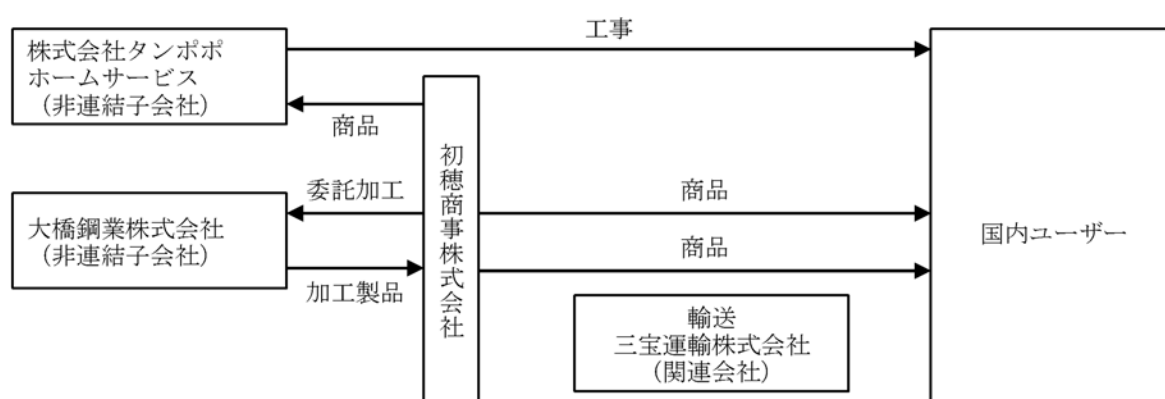 工事
株式会社タンポポ
ホームサービス
（非連結子会社）
商品
初穂商事株式会社
委託加工
商品
大橋鋼業株式会社
（非連結子会社）
国内ユーザー
商品
加工製品
輸送
三宝運輸株式会社
（関連会社）